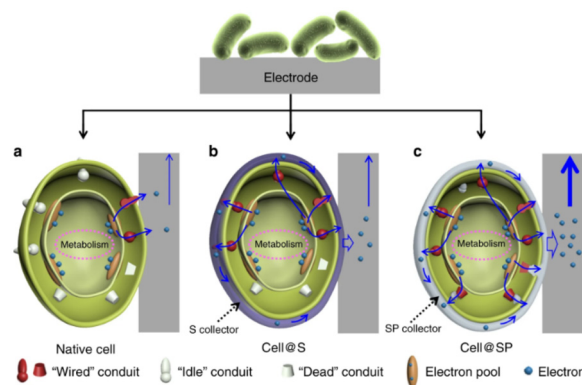 Electrode
a
b
c
Metabolism
Metabolism
Metabolism
S collector
SP collector
Native cell
Cell@S
Cell@SP
“Wired” conduit
“Idle” conduit
“Dead” conduit
Electron pool
Electron